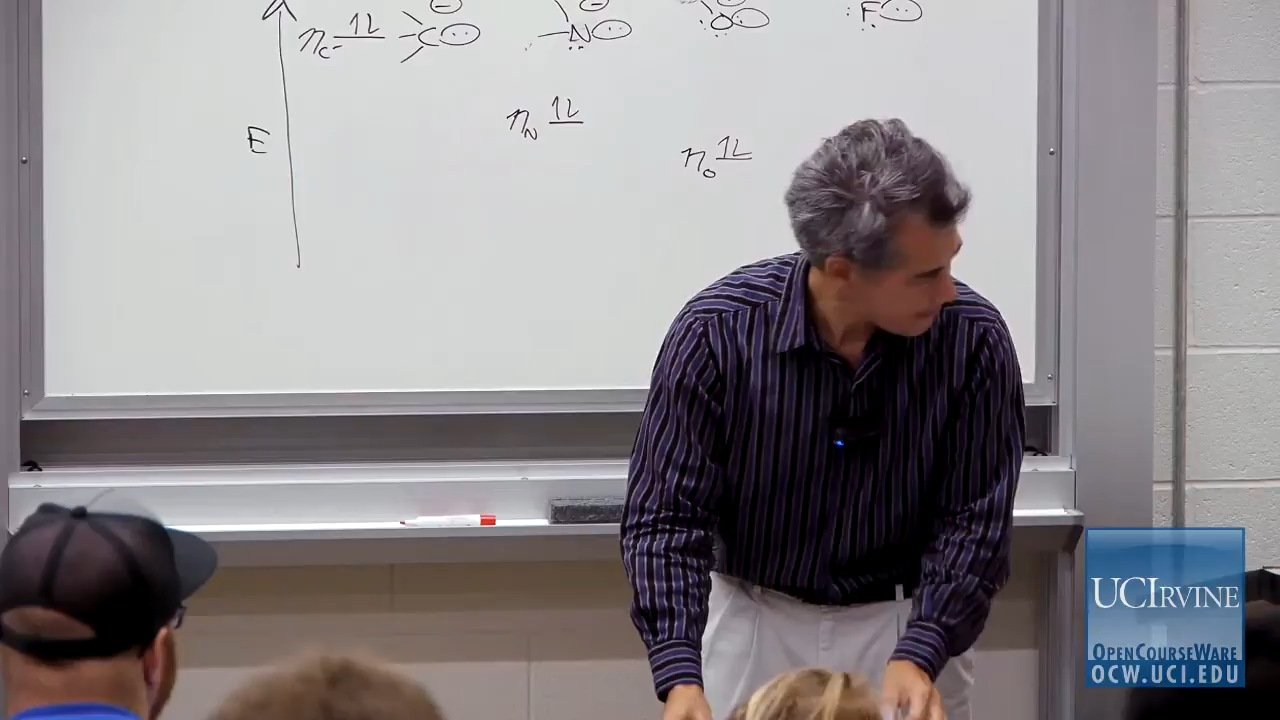 n_C- 1L C N O :F
n_N 1L
E
n_O 1L
UCIRVINE
OPENCOURSEWARE
OCW.UCI.EDU